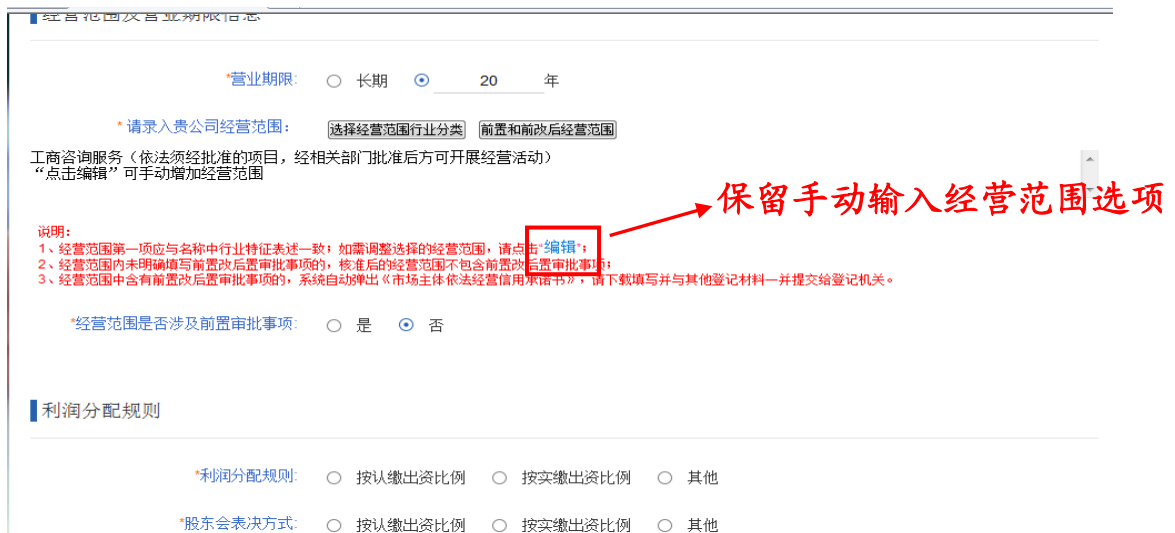 经营范围及营业期限信息
*营业期限: 长期 20 年
* 请录入贵公司经营范围: 选择经营范围行业分类 前置和前改后经营范围
工商咨询服务（依法须经批准的项目，经相关部门批准后方可开展经营活动）
“点击编辑”可手动增加经营范围
保留手动输入经营范围选项
说明:
1、经营范围第一项应与名称中行业特征表述一致；如需调整选择的经营范围，请点击“编辑”；
2、经营范围内未明确填写前置改后置审批事项的，核准后的经营范围不包含前置改后置审批事项；
3、经营范围中含有前置改后置审批事项的，系统自动弹出《市场主体依法经营信用承诺书》，请下载填写并与其他登记材料一并提交给登记机关。
*经营范围是否涉及前置审批事项: 是 否
利润分配规则
*利润分配规则: 按认缴出资比例 按实缴出资比例 其他
*股东会表决方式: 按认缴出资比例 按实缴出资比例 其他